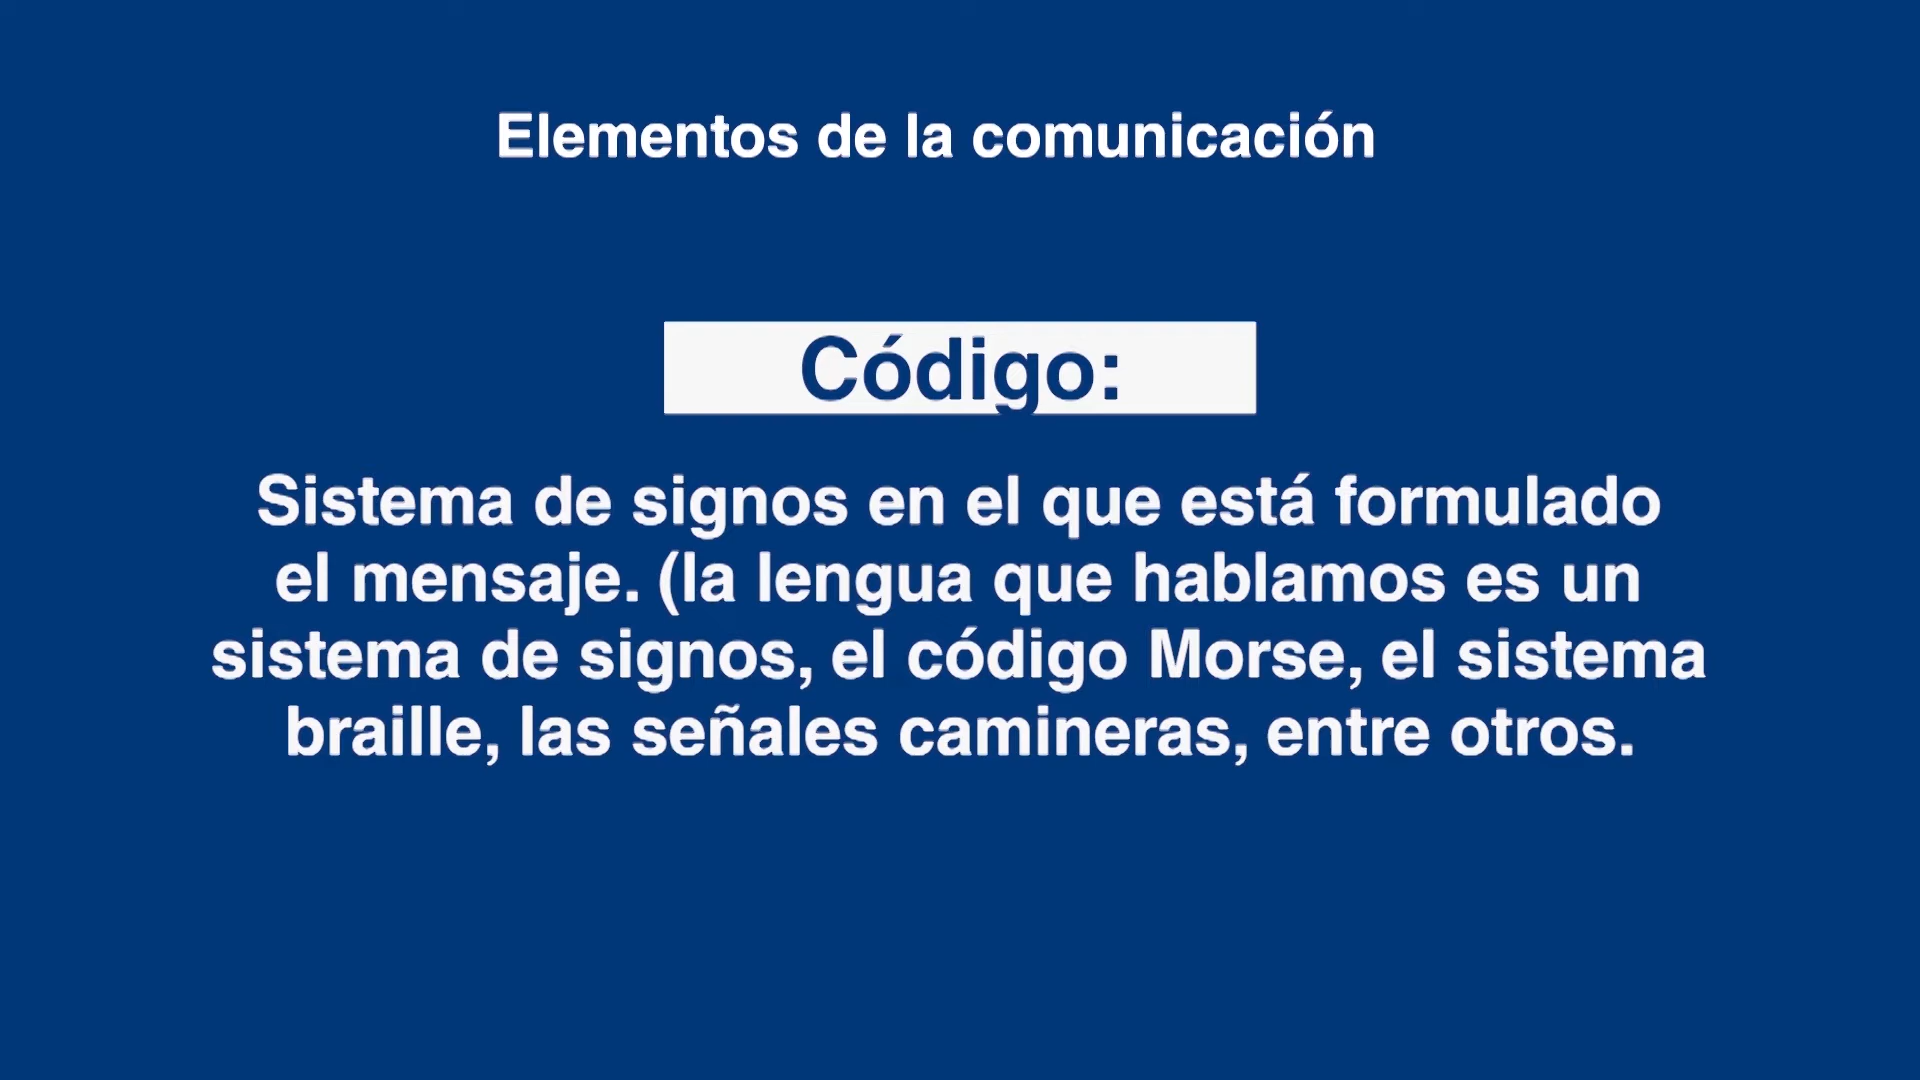 Elementos de la comunicación
Código:
Sistema de signos en el que está formulado
el mensaje. (la lengua que hablamos es un
sistema de signos, el código Morse, el sistema
braille, las señales camineras, entre otros.